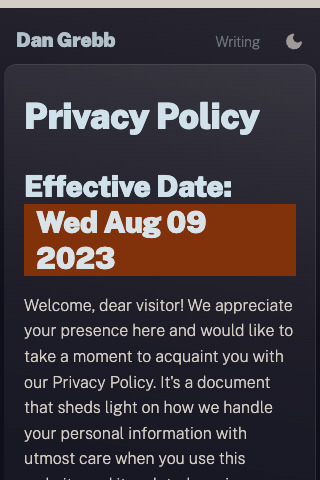 Dan Grebb
Writing
Privacy Policy
Effective Date:
Wed Aug 09
2023
Welcome, dear visitor! We appreciate
your presence here and would like to
take a moment to acquaint you with
our Privacy Policy. It's a document
that sheds light on how we handle
your personal information with
utmost care when you use this